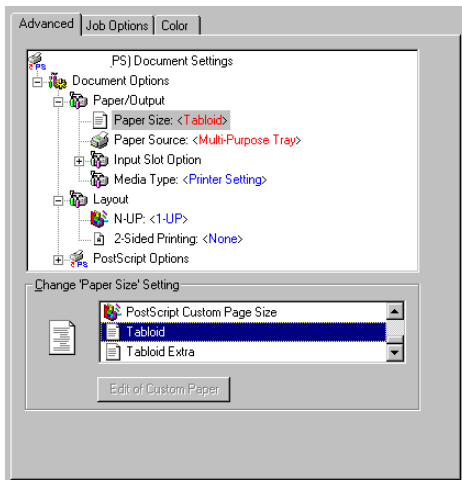 Advanced Job Options Color
PS) Document Settings
Document Options
Paper/Output
Paper Size: <Tabloid>
Paper Source: <Multi-Purpose Tray>
Input Slot Option
Media Type: <Printer Setting>
Layout
N-UP: <1-UP>
2-Sided Printing: <None>
PostScript Options
Change 'Paper Size' Setting
PostScript Custom Page Size
Tabloid
Tabloid Extra
Edit of Custom Paper